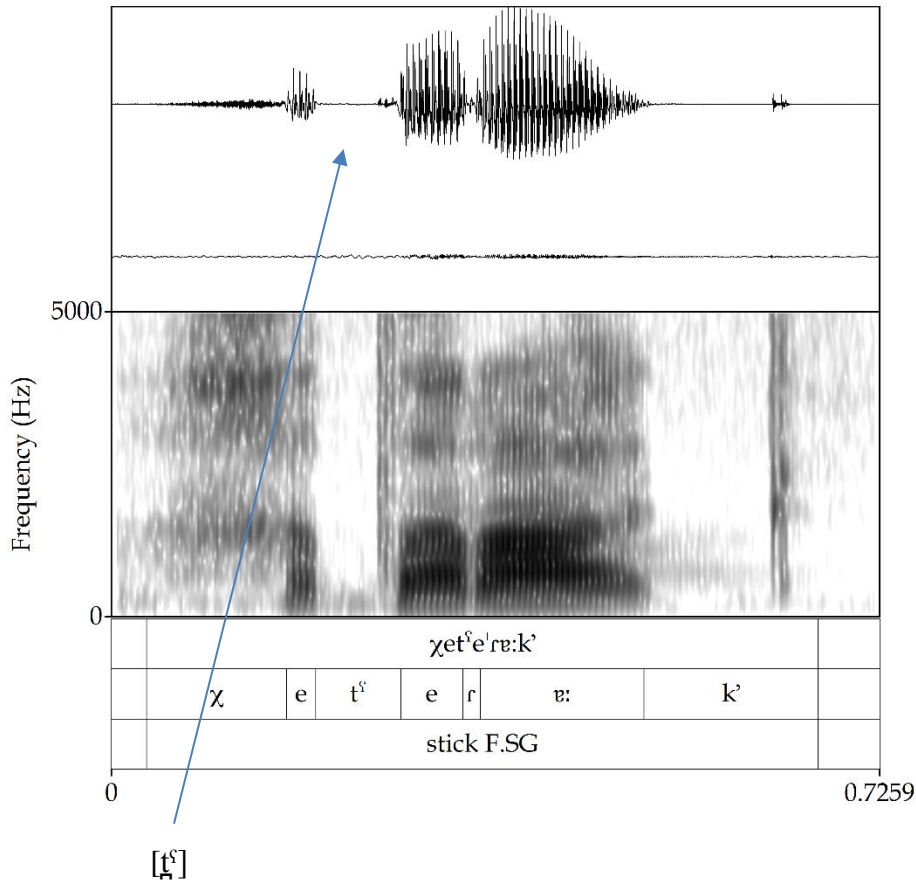 5000
Frequency (Hz)
0
χetˤeˈɾɐːk’
χ e tˤ e ɾ ɐː k’
stick F.SG
0 0.7259
[t̪̻ˤ]